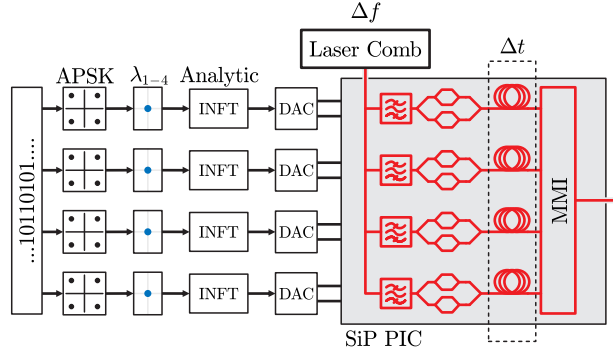 Δf
Laser Comb
Δt
APSK
λ₁₋₄
Analytic
...10110101....
INFT
DAC
INFT
DAC
INFT
DAC
INFT
DAC
MMI
SiP PIC